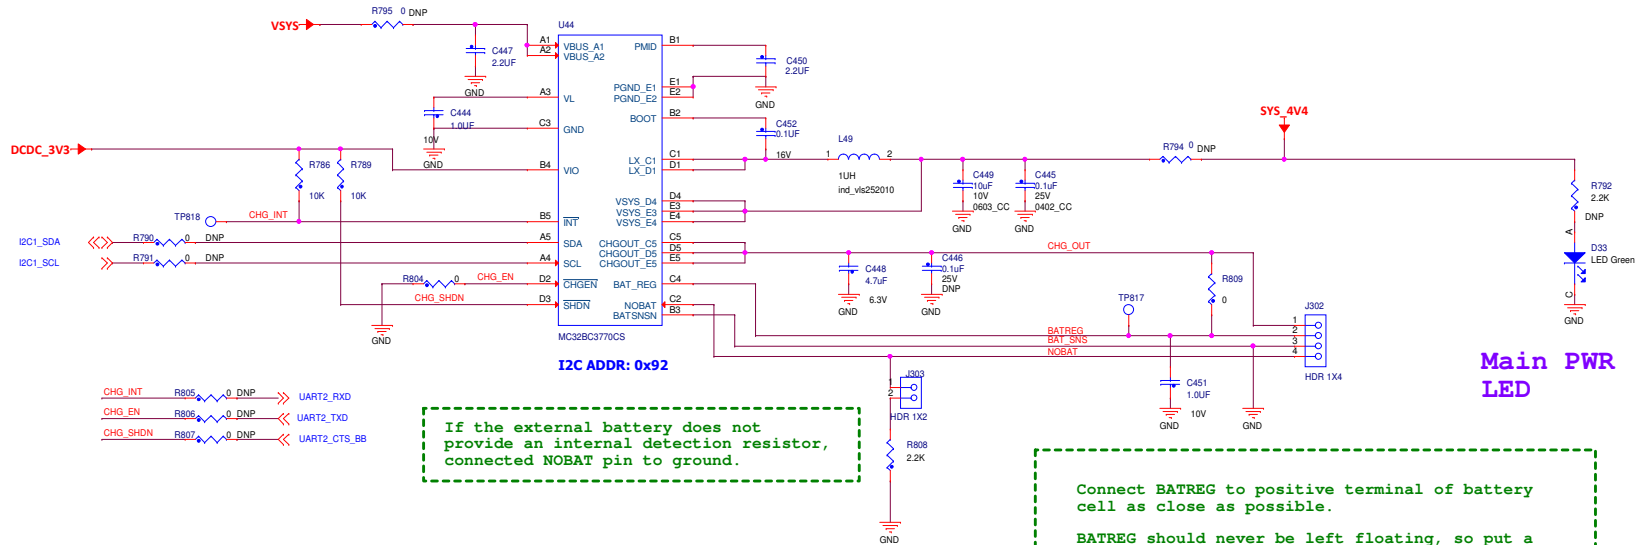 R795 0 DNP
VSYS
C447
2.2UF
GND
U44
A1 VBUS_A1
A2 VBUS_A2
A3 VL
C3 GND
B4 VIO
B5 INT
A5 SDA
A4 SCL
D2 CHGEN
D3 SHDN
PMID B1
PGND_E1 E1
PGND_E2 E2
BOOT B2
LX_C1 C1
LX_D1 D1
VSYS_D4 D4
VSYS_E3 E3
VSYS_E4 E4
CHGOUT_C5 C5
CHGOUT_D5 D5
CHGOUT_E5 E5
BAT_REG C4
NOBAT C2
BATSNSN B3
MC32BC3770CS
I2C ADDR: 0x92
C444
1.0UF
10V
GND
DCDC_3V3
R786
10K
R789
10K
TP818
CHG_INT
I2C1_SDA
R790 0 DNP
I2C1_SCL
R791 0 DNP
R804 0 CHG_EN
CHG_SHDN
GND
C450
2.2UF
GND
C452
0.1UF
16V
L49
1 2
1UH
ind_vls252010
C449
10uF
10V
0603_CC
GND
C445
0.1uF
25V
0402_CC
GND
R794 0 DNP
SYS_4V4
R792
2.2K
DNP
A
D33
LED Green
C
GND
CHG_OUT
C448
4.7uF
6.3V
GND
C446
0.1uF
25V
DNP
GND
R809
0
TP817
BATREG
BAT_SNS
NOBAT
J302
1
2
3
4
HDR 1X4
C451
1.0UF
10V
GND
GND
J303
1
2
HDR 1X2
R808
2.2K
GND
Main PWR
LED
CHG_INT R805 0 DNP UART2_RXD
CHG_EN R806 0 DNP UART2_TXD
CHG_SHDN R807 0 DNP UART2_CTS_BB
If the external battery does not
provide an internal detection resistor,
connected NOBAT pin to ground.
Connect BATREG to positive terminal of battery
cell as close as possible.
BATREG should never be left floating, so put a